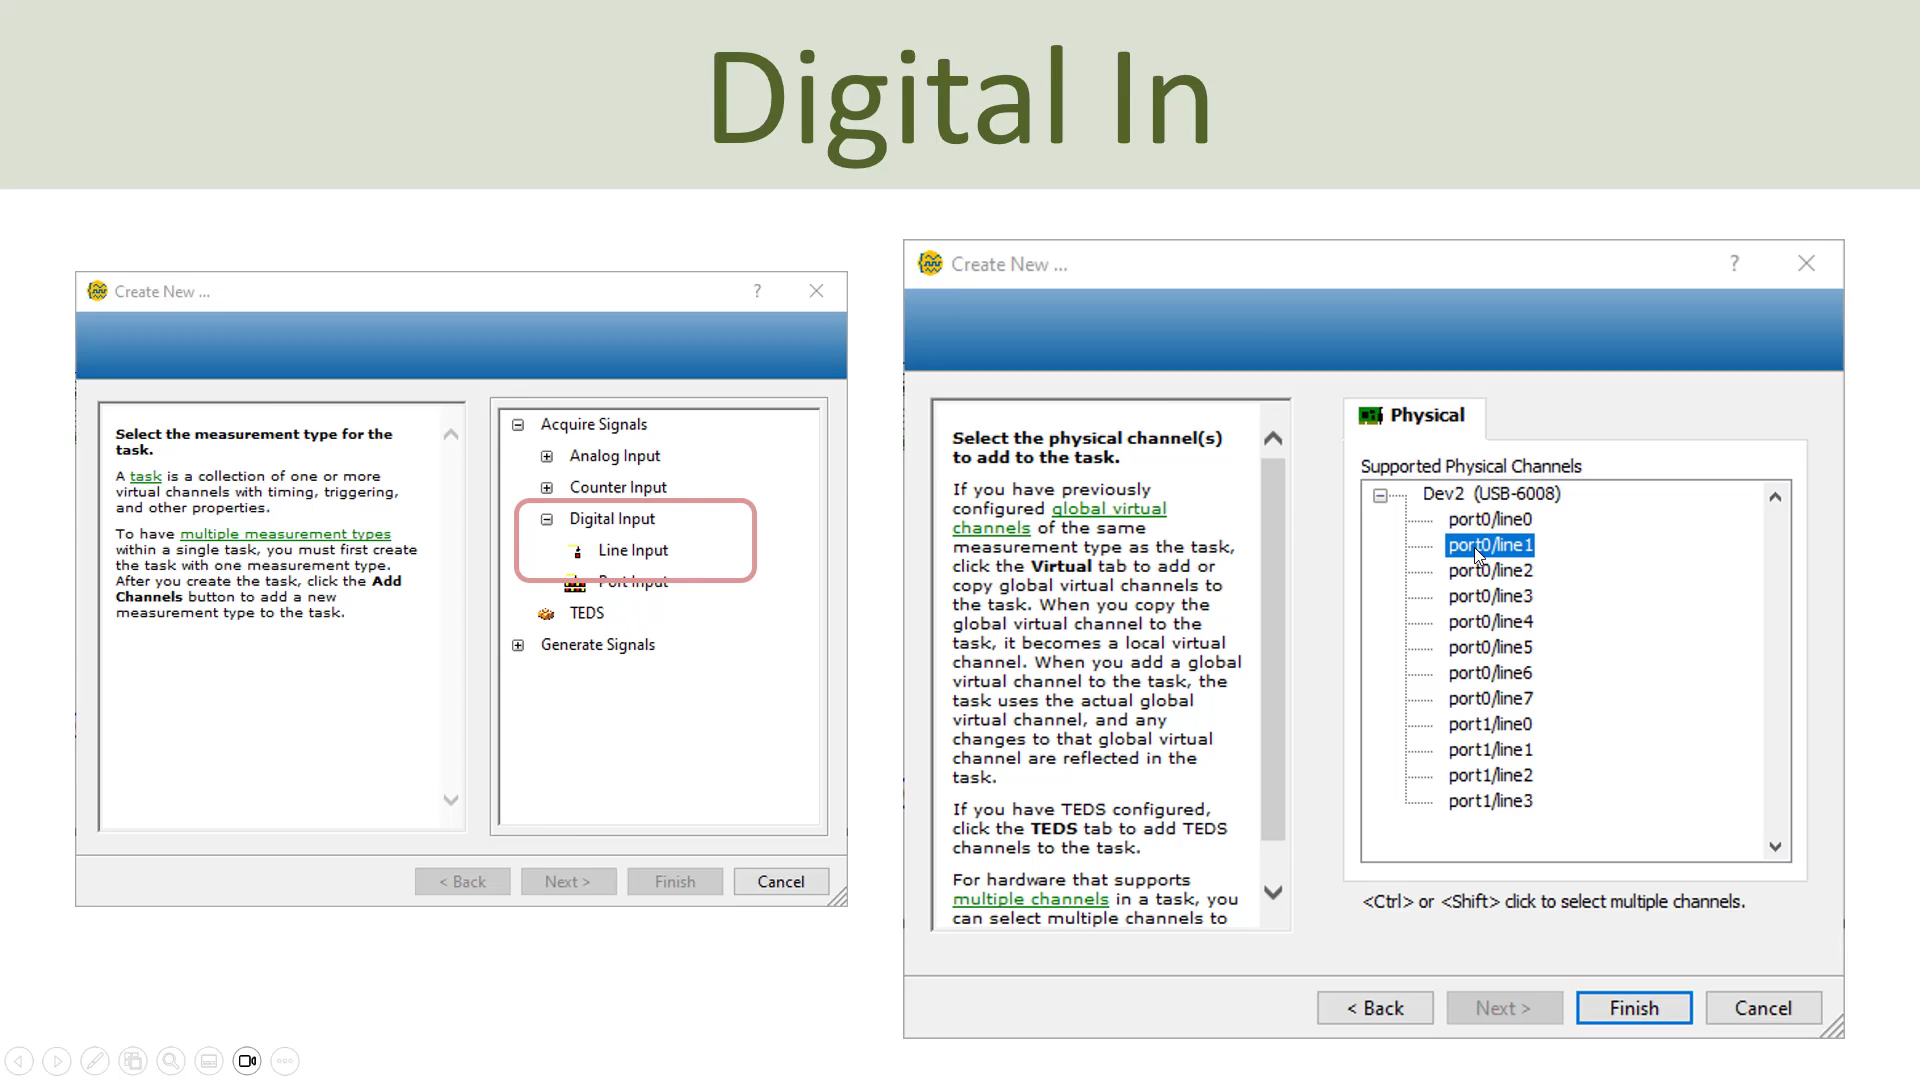 Digital In
Create New ...
?
Select the measurement type for the
task.
A task is a collection of one or more
virtual channels with timing, triggering,
and other properties.
To have multiple measurement types
within a single task, you must first create
the task with one measurement type.
After you create the task, click the Add
Channels button to add a new
measurement type to the task.
Acquire Signals
Analog Input
Counter Input
Digital Input
Line Input
Port Input
TEDS
Generate Signals
< Back
Next >
Finish
Cancel
Create New ...
?
Select the physical channel(s)
to add to the task.
If you have previously
configured global virtual
channels of the same
measurement type as the task,
click the Virtual tab to add or
copy global virtual channels to
the task. When you copy the
global virtual channel to the
task, it becomes a local virtual
channel. When you add a global
virtual channel to the task, the
task uses the actual global
virtual channel, and any
changes to that global virtual
channel are reflected in the
task.
If you have TEDS configured,
click the TEDS tab to add TEDS
channels to the task.
For hardware that supports
multiple channels in a task, you
can select multiple channels to
Physical
Supported Physical Channels
Dev2 (USB-6008)
port0/line0
port0/line1
port0/line2
port0/line3
port0/line4
port0/line5
port0/line6
port0/line7
port1/line0
port1/line1
port1/line2
port1/line3
<Ctrl> or <Shift> click to select multiple channels.
< Back
Next >
Finish
Cancel